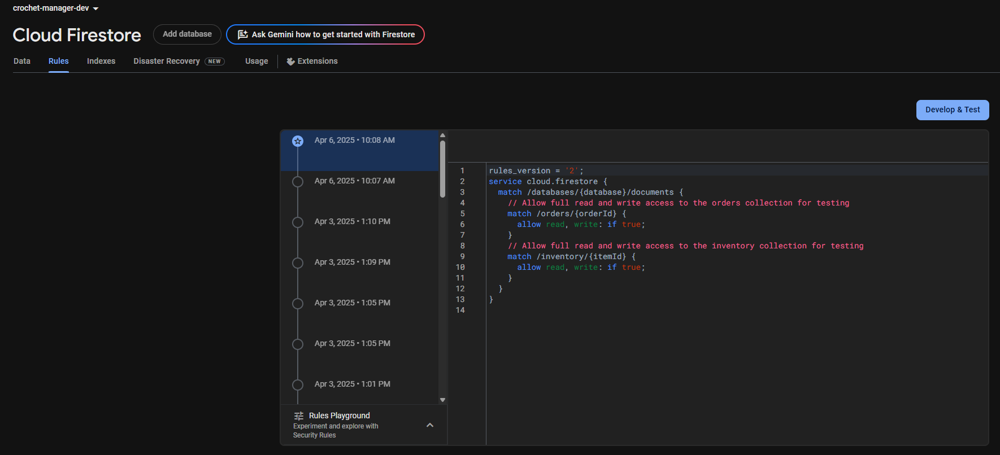 crochet-manager-dev
Cloud Firestore
Add database
Ask Gemini how to get started with Firestore
Data
Rules
Indexes
Disaster Recovery NEW
Usage
Extensions
Develop & Test
Apr 6, 2025 • 10:08 AM
Apr 6, 2025 • 10:07 AM
Apr 3, 2025 • 1:10 PM
Apr 3, 2025 • 1:09 PM
Apr 3, 2025 • 1:05 PM
Apr 3, 2025 • 1:05 PM
Apr 3, 2025 • 1:01 PM
Rules Playground
Experiment and explore with
Security Rules
1 rules_version = '2';
2 service cloud.firestore {
3   match /databases/{database}/documents {
4     // Allow full read and write access to the orders collection for testing
5     match /orders/{orderId} {
6       allow read, write: if true;
7     }
8     // Allow full read and write access to the inventory collection for testing
9     match /inventory/{itemId} {
10       allow read, write: if true;
11     }
12   }
13 }
14